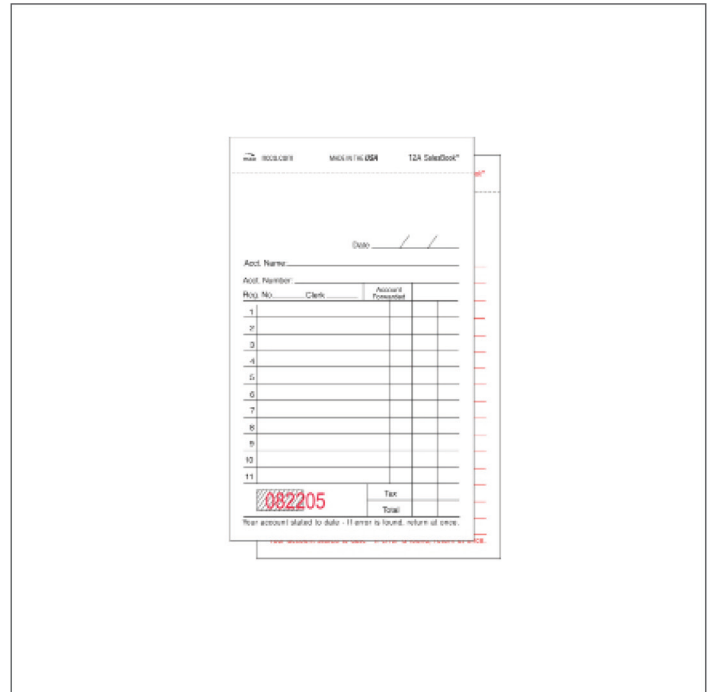 mcco.com MADE IN THE USA 12A SalesBook®
Date / /
Acct. Name:
Acct. Number:
Reg. No. Clerk Account Forwarded
1
2
3
4
5
6
7
8
9
10
11
082205 Tax
Total
Your account stated to date - If error is found, return at once.